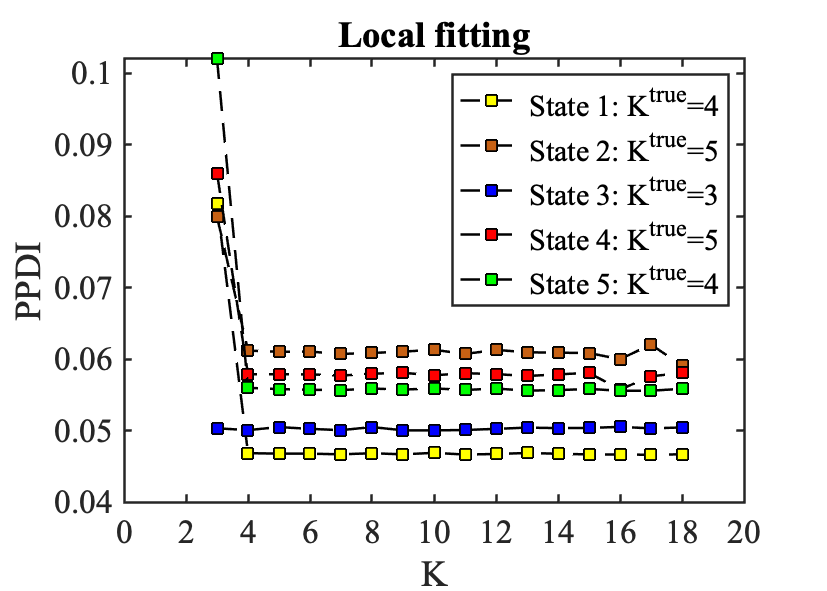 Local fitting
0.1
0.09
0.08
0.07
0.06
0.05
0.04
PPDI
State 1: K^true=4
State 2: K^true=5
State 3: K^true=3
State 4: K^true=5
State 5: K^true=4
0 2 4 6 8 10 12 14 16 18 20
K